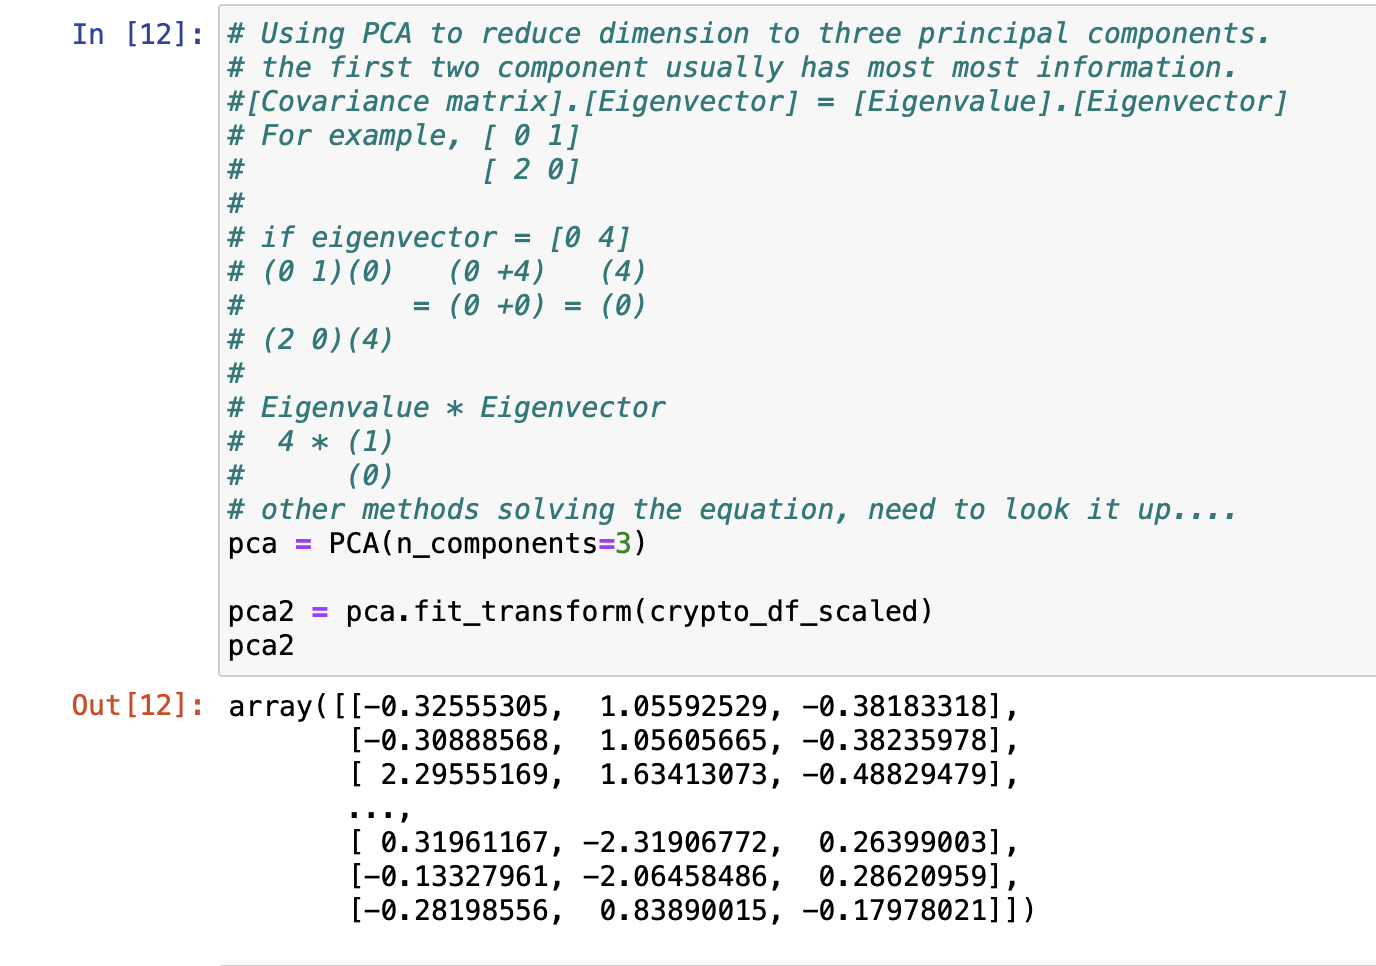 In [12]: # Using PCA to reduce dimension to three principal components.
# the first two component usually has most most information.
#[Covariance matrix].[Eigenvector] = [Eigenvalue].[Eigenvector]
# For example, [ 0 1]
#              [ 2 0]
#
# if eigenvector = [0 4]
# (0 1)(0)   (0 +4)   (4)
#          = (0 +0) = (0)
# (2 0)(4)
#
# Eigenvalue * Eigenvector
#  4 * (1)
#      (0)
# other methods solving the equation, need to look it up....
pca = PCA(n_components=3)
pca2 = pca.fit_transform(crypto_df_scaled)
pca2
Out[12]: array([[-0.32555305,  1.05592529, -0.38183318],
[-0.30888568,  1.05605665, -0.38235978],
[ 2.29555169,  1.63413073, -0.48829479],
...,
[ 0.31961167, -2.31906772,  0.26399003],
[-0.13327961, -2.06458486,  0.28620959],
[-0.28198556,  0.83890015, -0.17978021]])